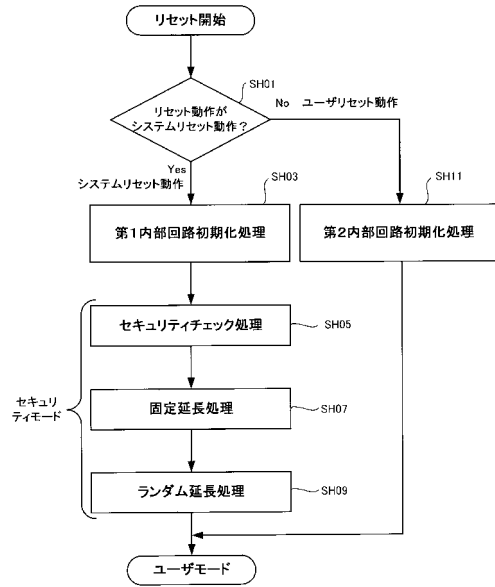 リセット開始
SH01
リセット動作が
システムリセット動作？
No ユーザリセット動作
Yes
システムリセット動作
SH03
SH11
第1内部回路初期化処理
第2内部回路初期化処理
セキュリティチェック処理
SH05
セキュリ
ティモード
固定延長処理
SH07
ランダム延長処理
SH09
ユーザモード